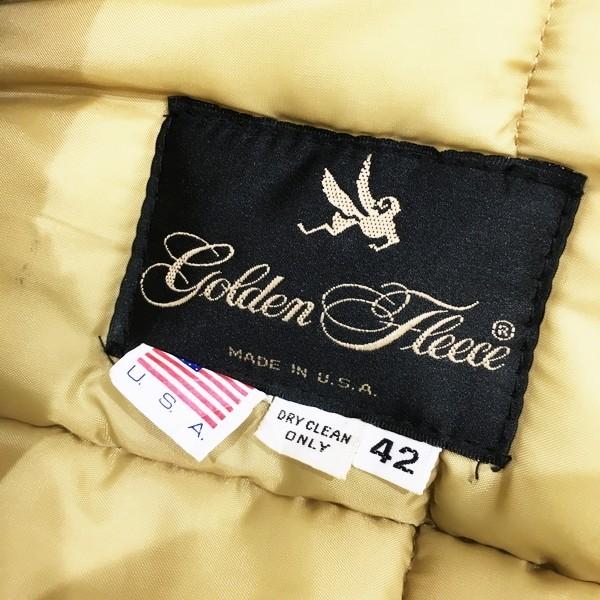 Golden Fleece ®
MADE IN U.S.A.
U. S. A.
DRY CLEAN
ONLY
42